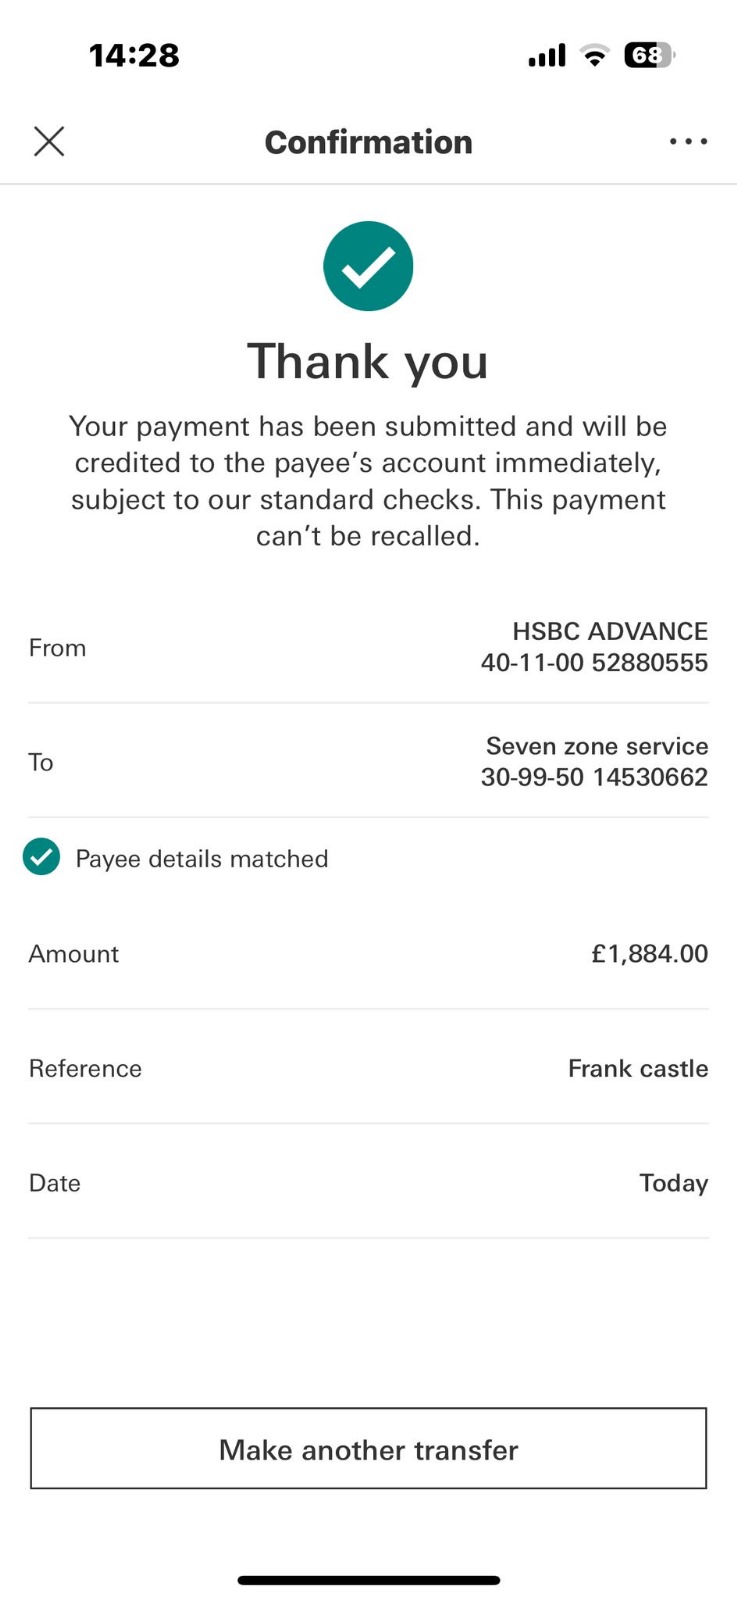 14:28
68
Confirmation
Thank you
Your payment has been submitted and will be
credited to the payee’s account immediately,
subject to our standard checks. This payment
can’t be recalled.
From
HSBC ADVANCE
40-11-00 52880555
To
Seven zone service
30-99-50 14530662
Payee details matched
Amount
£1,884.00
Reference
Frank castle
Date
Today
Make another transfer